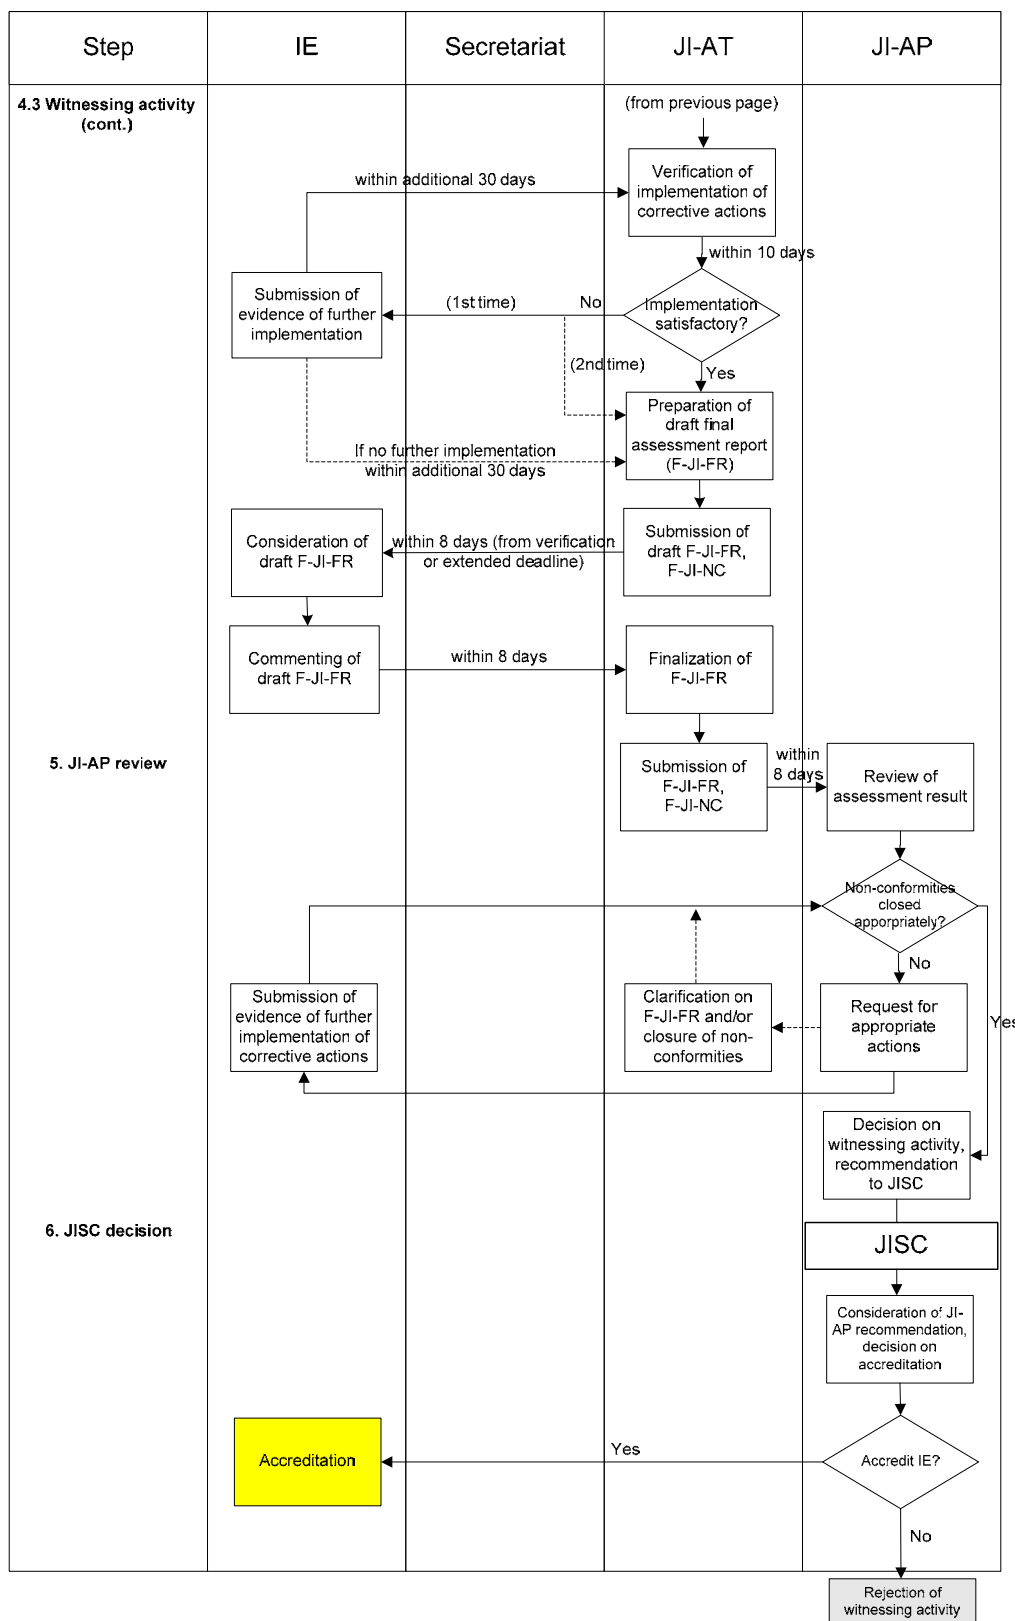 Step
IE
Secretariat
JI-AT
JI-AP
4.3 Witnessing activity
(cont.)
(from previous page)
Verification of
implementation of
corrective actions
within additional 30 days
within 10 days
Submission of
evidence of further
implementation
(1st time)
No
Implementation
satisfactory?
(2nd time)
Yes
Preparation of
draft final
assessment report
(F-JI-FR)
If no further implementation
within additional 30 days
Consideration of
draft F-JI-FR
within 8 days (from verification
or extended deadline)
Submission of
draft F-JI-FR,
F-JI-NC
Commenting of
draft F-JI-FR
within 8 days
Finalization of
F-JI-FR
5. JI-AP review
Submission of
F-JI-FR,
F-JI-NC
within
8 days
Review of
assessment result
Non-conformities
closed
apporpriately?
No
Submission of
evidence of further
implementation of
corrective actions
Clarification on
F-JI-FR and/or
closure of non-
conformities
Request for
appropriate
actions
Yes
Decision on
witnessing activity,
recommendation
to JISC
6. JISC decision
JISC
Consideration of JI-
AP recommendation,
decision on
accreditation
Accreditation
Yes
Accredit IE?
No
Rejection of
witnessing activity